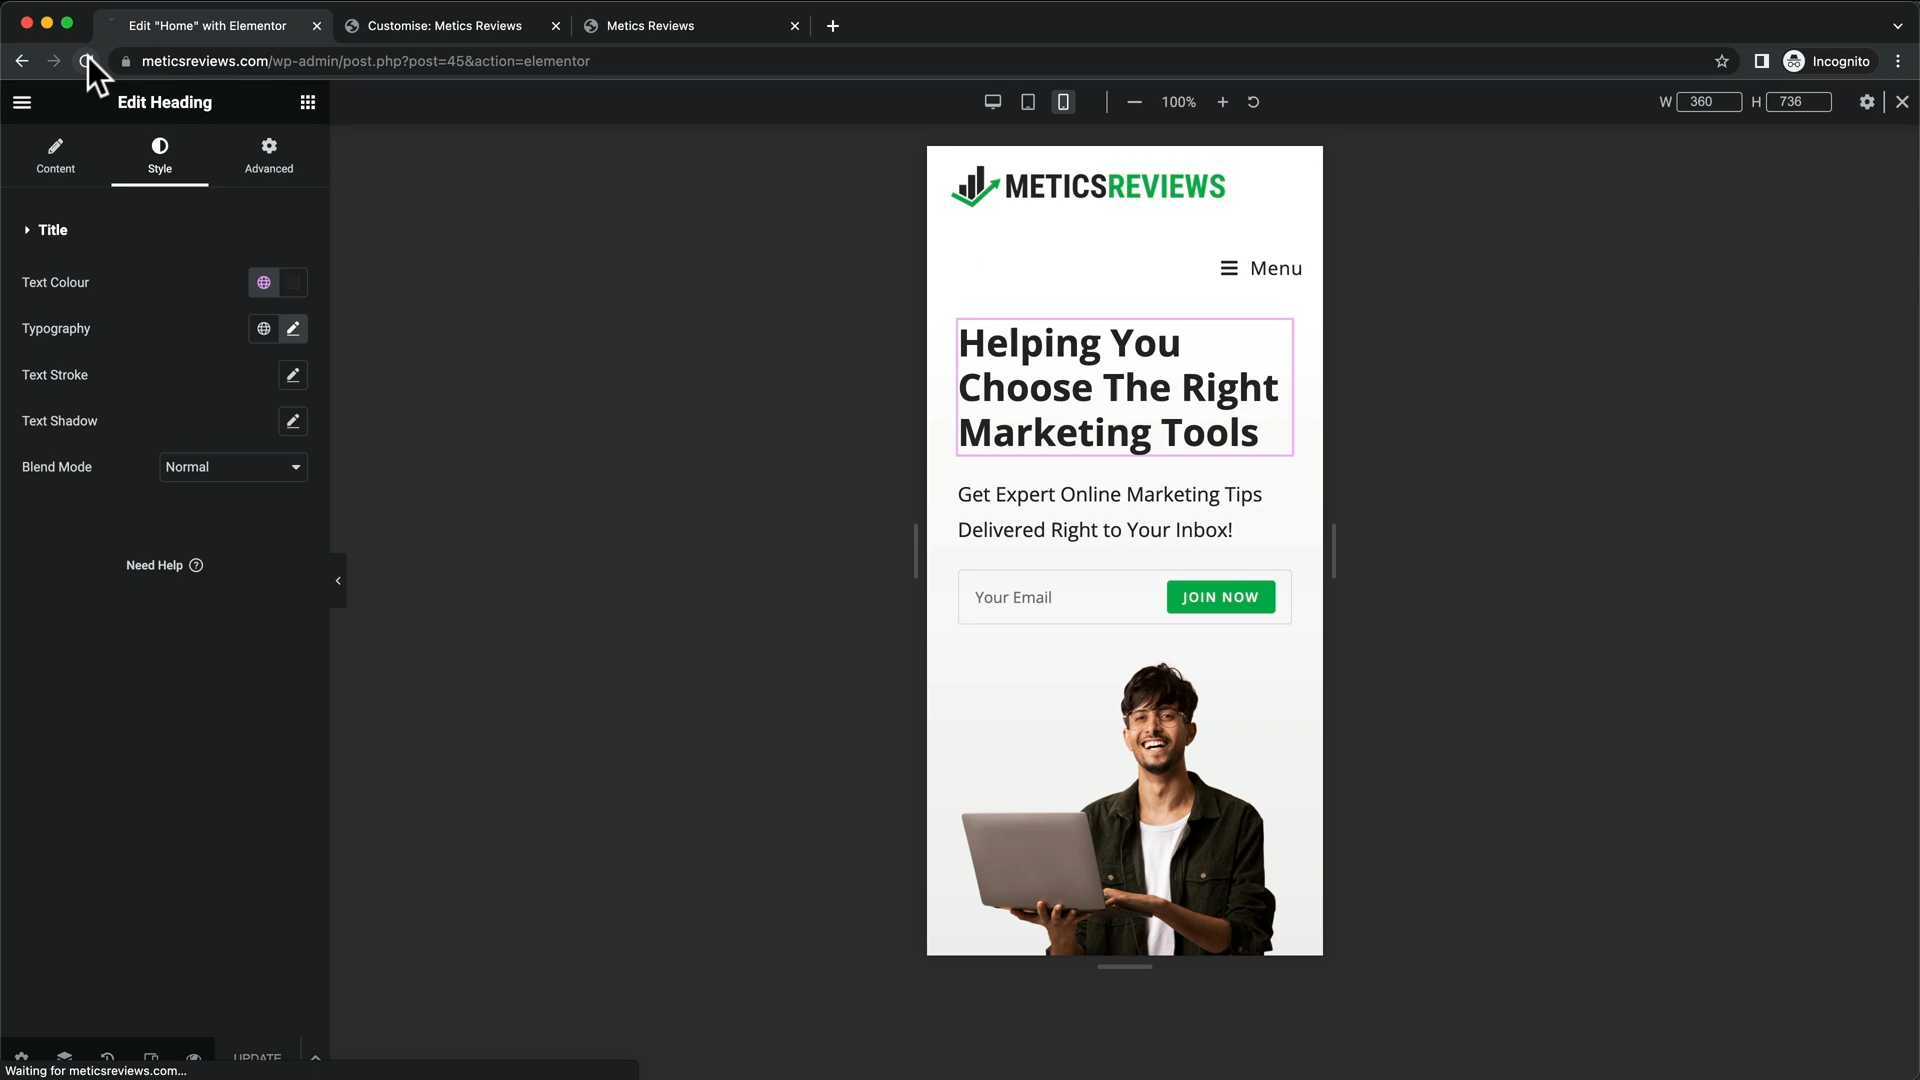 Edit "Home" with Elementor
Customise: Metics Reviews
Metics Reviews
meticsreviews.com/wp-admin/post.php?post=45&action=elementor
Incognito
Edit Heading
100%
W 360 H 736
Content
Style
Advanced
Title
Text Colour
Typography
Text Stroke
Text Shadow
Blend Mode
Normal
Need Help
METICSREVIEWS
Menu
Helping You
Choose The Right
Marketing Tools
Get Expert Online Marketing Tips
Delivered Right to Your Inbox!
Your Email
JOIN NOW
UPDATE
Waiting for meticsreviews.com...